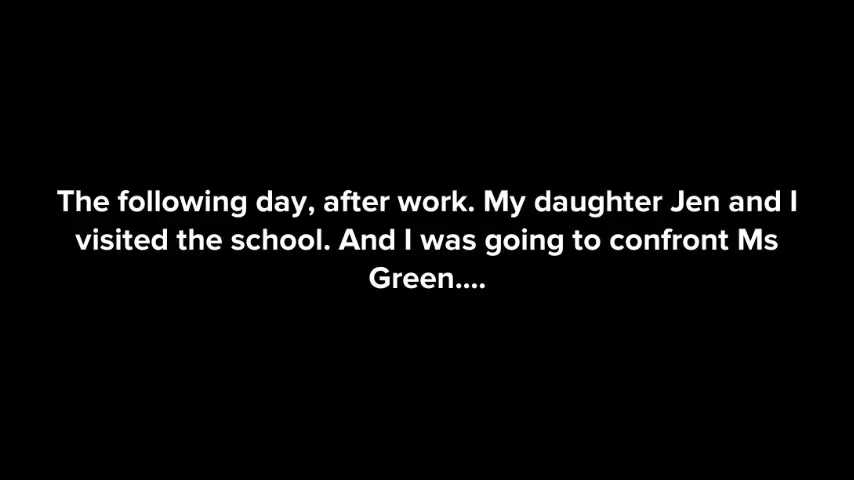 The following day, after work. My daughter Jen and I
visited the school. And I was going to confront Ms
Green....